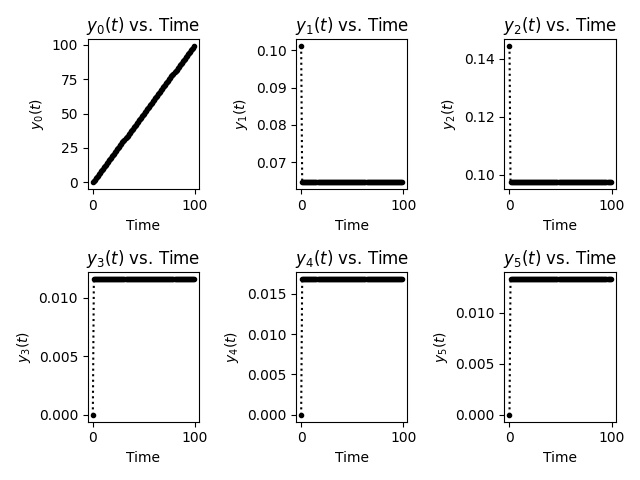 y₀(t) vs. Time
100
75
50
25
0
y₀(t)
0 100
Time
y₁(t) vs. Time
0.10
0.09
0.08
0.07
y₁(t)
0 100
Time
y₂(t) vs. Time
0.14
0.12
0.10
y₂(t)
0 100
Time
y₃(t) vs. Time
0.010
0.005
0.000
y₃(t)
0 100
Time
y₄(t) vs. Time
0.015
0.010
0.005
0.000
y₄(t)
0 100
Time
y₅(t) vs. Time
0.010
0.005
0.000
y₅(t)
0 100
Time